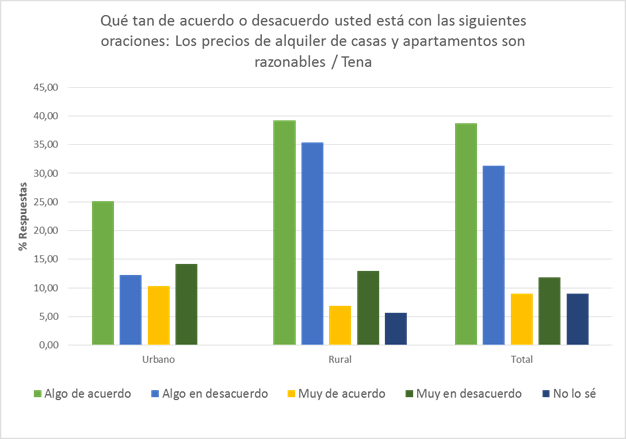 Qué tan de acuerdo o desacuerdo usted está con las siguientes
oraciones: Los precios de alquiler de casas y apartamentos son
razonables / Tena
45,00
40,00
35,00
30,00
25,00
20,00
15,00
10,00
5,00
0,00
% Respuestas
Urbano Rural Total
Algo de acuerdo Algo en desacuerdo Muy de acuerdo Muy en desacuerdo No lo sé